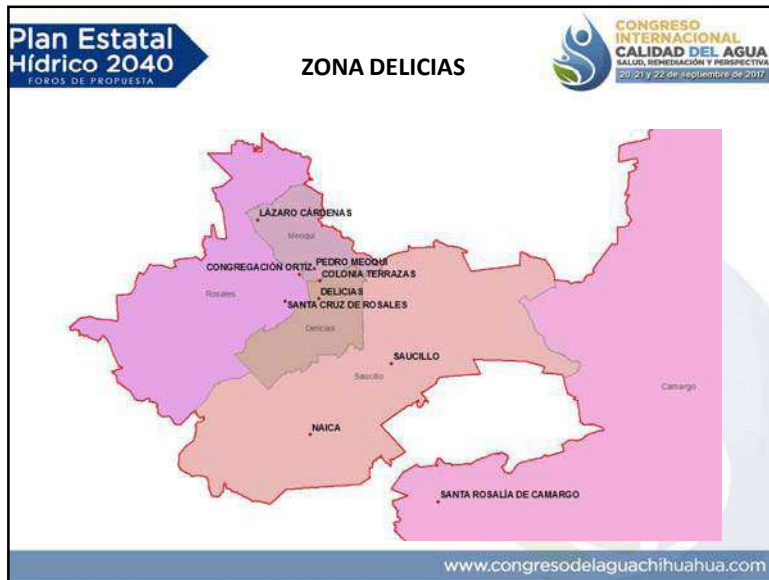 Plan Estatal
Hídrico 2040
FOROS DE PROPUESTA
ZONA DELICIAS
CONGRESO
INTERNACIONAL
CALIDAD DEL AGUA
SALUD, REMEDIACIÓN Y PERSPECTIVA
20, 21 y 22 de septiembre de 2017
LÁZARO CÁRDENAS
Meoqui
PEDRO MEOQUI
CONGREGACIÓN ORTÍZ
COLONIA TERRAZAS
Rosales
DELICIAS
SANTA CRUZ DE ROSALES
Delicias
SAUCILLO
Saucillo
Camargo
NAICA
SANTA ROSALÍA DE CAMARGO
www.congresodelaguachihuahua.com